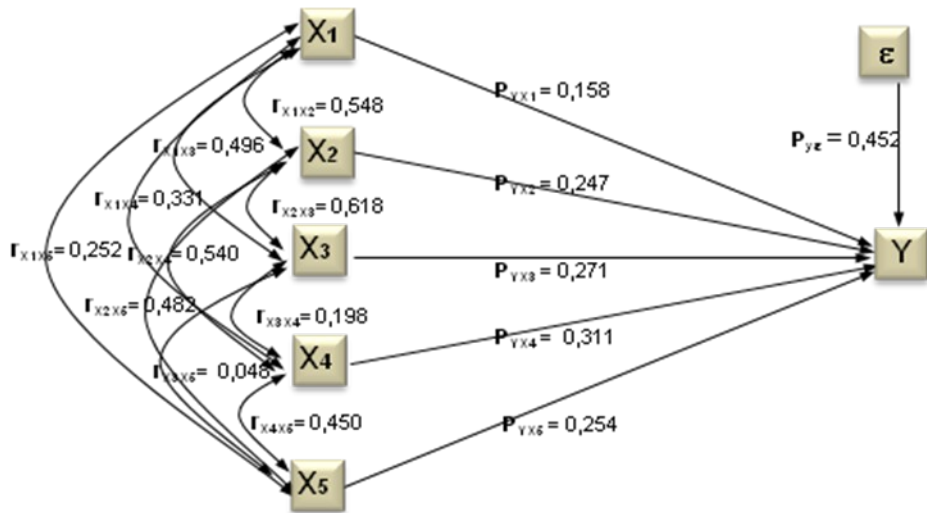 X1
ε
PYX1 = 0,158
rX1X2= 0,548
Pyε = 0,452
rX1X3= 0,496
X2
PYX2= 0,247
rX1X4= 0,331
rX2X3= 0,618
rX1X5= 0,252
rX2X4= 0,540
X3
Y
PYX3 = 0,271
rX2X5= 0,482
rX3X4= 0,198
PYX4 = 0,311
X4
rX3X5= 0,048
rX4X5= 0,450
PYX5 = 0,254
X5